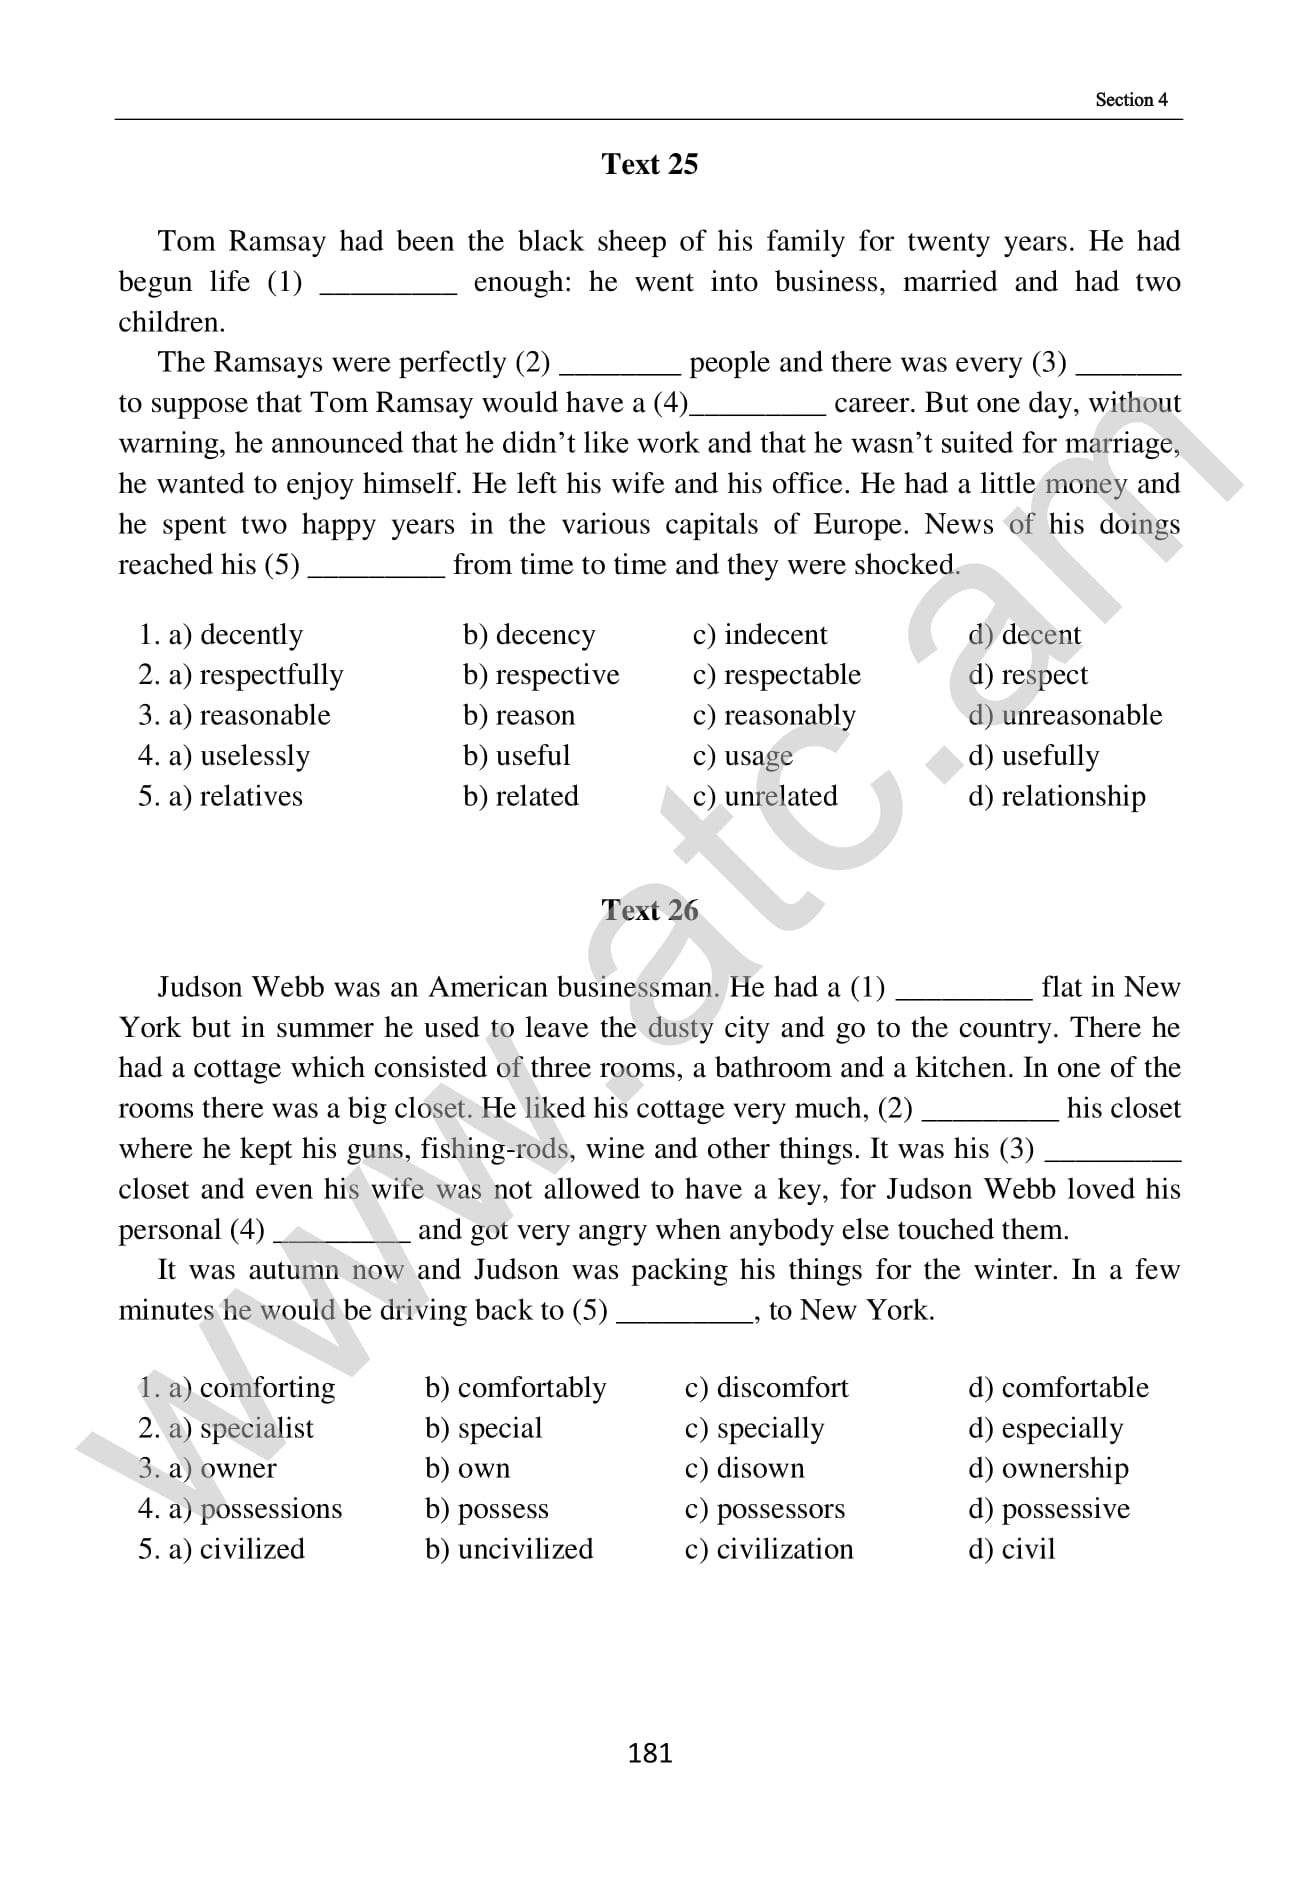 Section 4
Text 25
Tom Ramsay had been the black sheep of his family for twenty years. He had
begun life (1) _________ enough: he went into business, married and had two
children.
The Ramsays were perfectly (2) ________ people and there was every (3) _______
to suppose that Tom Ramsay would have a (4)_________ career. But one day, without
warning, he announced that he didn't like work and that he wasn't suited for marriage,
he wanted to enjoy himself. He left his wife and his office. He had a little money and
he spent two happy years in the various capitals of Europe. News of his doings
reached his (5) _________ from time to time and they were shocked.
1. a) decently b) decency c) indecent d) decent
2. a) respectfully b) respective c) respectable d) respect
3. a) reasonable b) reason c) reasonably d) unreasonable
4. a) uselessly b) useful c) usage d) usefully
5. a) relatives b) related c) unrelated d) relationship
Text 26
Judson Webb was an American businessman. He had a (1) _________ flat in New
York but in summer he used to leave the dusty city and go to the country. There he
had a cottage which consisted of three rooms, a bathroom and a kitchen. In one of the
rooms there was a big closet. He liked his cottage very much, (2) _________ his closet
where he kept his guns, fishing-rods, wine and other things. It was his (3) _________
closet and even his wife was not allowed to have a key, for Judson Webb loved his
personal (4) _________ and got very angry when anybody else touched them.
It was autumn now and Judson was packing his things for the winter. In a few
minutes he would be driving back to (5) _________, to New York.
1. a) comforting b) comfortably c) discomfort d) comfortable
2. a) specialist b) special c) specially d) especially
3. a) owner b) own c) disown d) ownership
4. a) possessions b) possess c) possessors d) possessive
5. a) civilized b) uncivilized c) civilization d) civil
181
www.atc.am